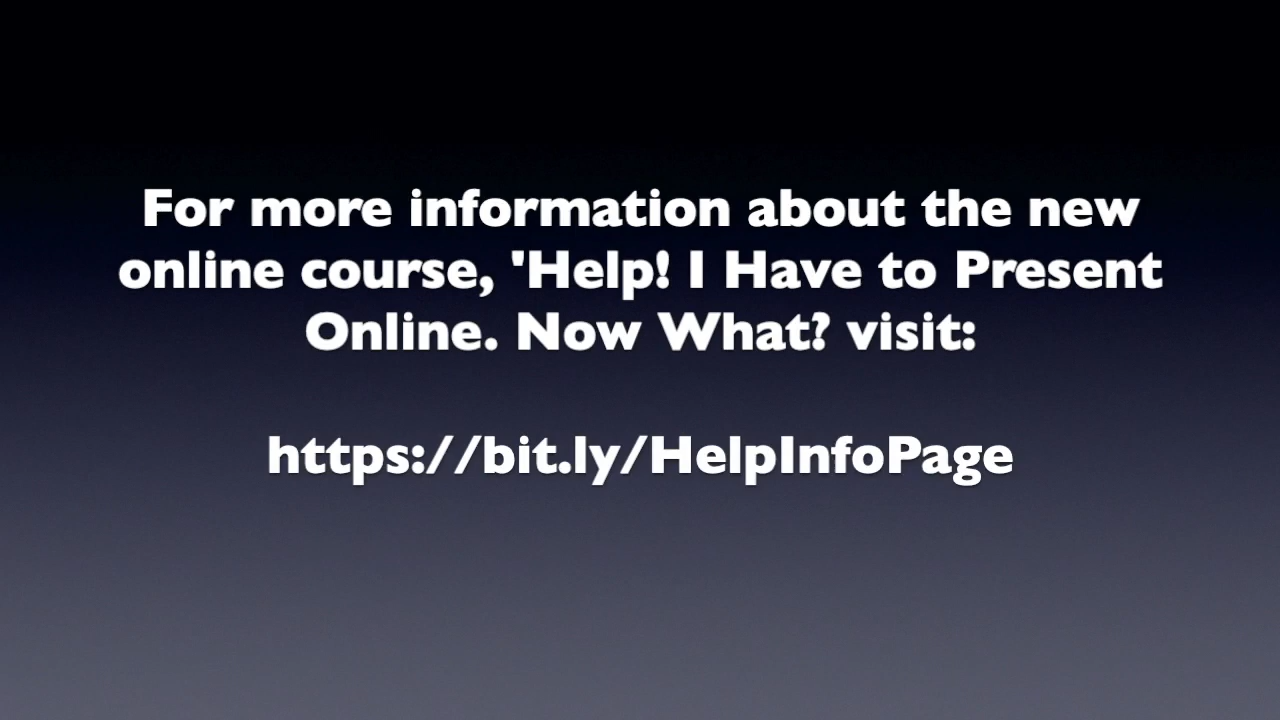 For more information about the new
online course, 'Help! I Have to Present
Online. Now What? visit:
https://bit.ly/HelpInfoPage